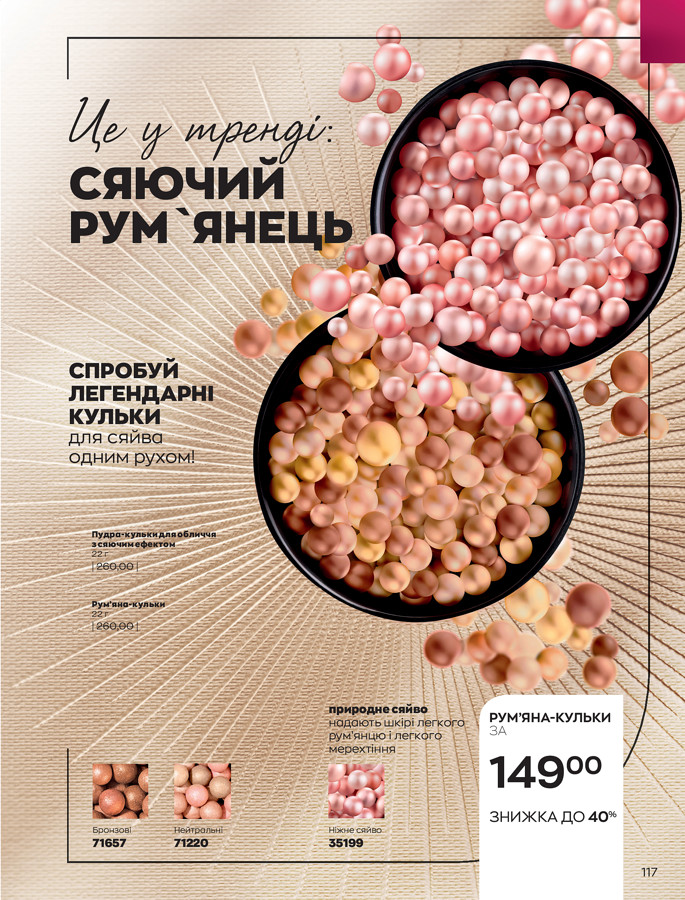 Це у тренді:
СЯЮЧИЙ
РУМ`ЯНЕЦЬ
СПРОБУЙ
ЛЕГЕНДАРНІ
КУЛЬКИ
для сяйва
одним рухом!
Пудра-кульки для обличчя
з сяючим ефектом
22 г
| 260,00 |
Рум'яна-кульки
22 г
| 260,00 |
природне сяйво
надають шкірі легкого
рум'янцю і легкого
мерехтіння
Бронзові
71657
Нейтральні
71220
Ніжне сяйво
35199
РУМ'ЯНА-КУЛЬКИ
ЗА
149⁰⁰
ЗНИЖКА ДО 40%
117